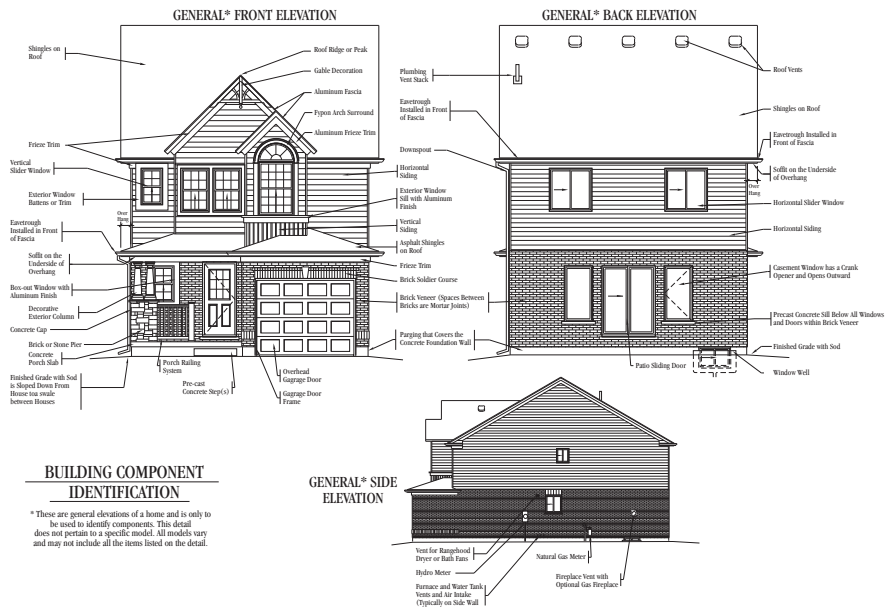 GENERAL* FRONT ELEVATION
Shingles on
Roof
Frieze Trim
Vertical
Slider Window
Exterior Window
Battens or Trim
Over
Hang
Eavetrough
Installed in Front
of Fascia
Soffit on the
Underside of
Overhang
Box-out Window with
Aluminum Finish
Decorative
Exterior Column
Concrete Cap
Brick or Stone Pier
Concrete
Porch Slab
Finished Grade with Sod
is Sloped Down From
House toa swale
between Houses
Porch Railing
System
Pre-cast
Concrete Step(s)
Overhead
Gagrage Door
Gagrage Door
Frame
Roof Ridge or Peak
Gable Decoration
Aluminum Fascia
Fypon Arch Surround
Aluminum Frieze Trim
Horizontal
Siding
Exterior Window
Sill with Aluminum
Finish
Vertical
Siding
Asphalt Shingles
on Roof
Frieze Trim
Brick Soldier Course
Brick Veneer (Spaces Between
Bricks are Mortar Joints)
Parging that Covers the
Concrete Foundation Wall
GENERAL* BACK ELEVATION
Plumbing
Vent Stack
Eavetrough
Installed in Front
of Fascia
Downspout
Roof Vents
Shingles on Roof
Eavetrough Installed in
Front of Fascia
Soffit on the Underside
of Overhang
Over
Hang
Horizontal Slider Window
Horizontal Siding
Casement Window has a Crank
Opener and Opens Outward
Precast Concrete Sill Below All Windows
and Doors within Brick Veneer
Finished Grade with Sod
Patio Sliding Door
Window Well
BUILDING COMPONENT
IDENTIFICATION
* These are general elevations of a home and is only to
be used to identify components. This detail
does not pertain to a specific model. All models vary
and may not include all the items listed on the detail.
GENERAL* SIDE
ELEVATION
Vent for Rangehood
Dryer or Bath Fans
Hydro Meter
Furnace and Water Tank
Vents and Air Intake
(Typically on Side Wall
Natural Gas Meter
Fireplace Vent with
Optional Gas Fireplace